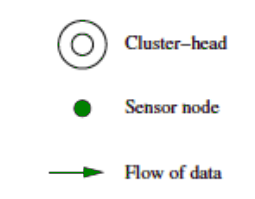 Cluster–head
Sensor node
Flow of data